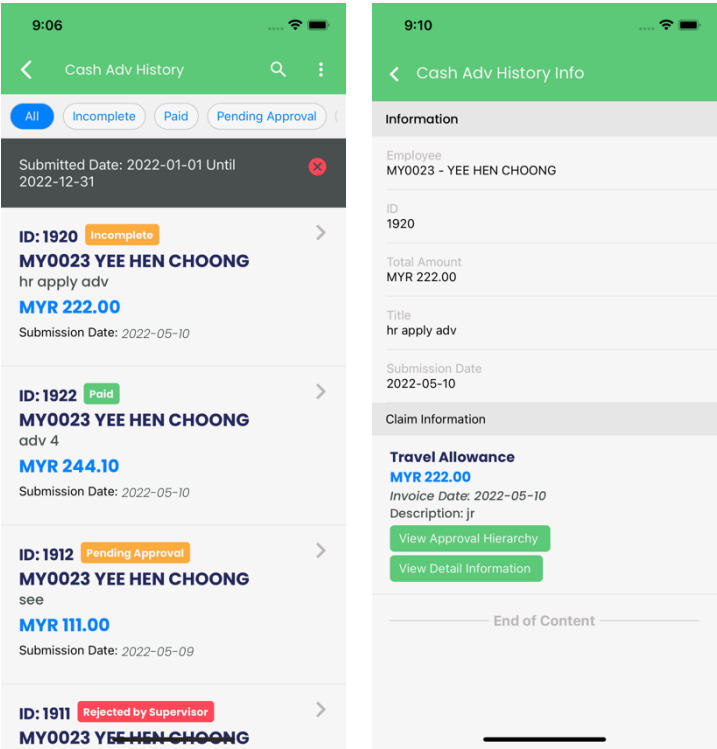 9:06
Cash Adv History
All
Incomplete
Paid
Pending Approval
Submitted Date: 2022-01-01 Until
2022-12-31
ID: 1920 Incomplete
MY0023 YEE HEN CHOONG
hr apply adv
MYR 222.00
Submission Date: 2022-05-10
ID: 1922 Paid
MY0023 YEE HEN CHOONG
adv 4
MYR 244.10
Submission Date: 2022-05-10
ID: 1912 Pending Approval
MY0023 YEE HEN CHOONG
see
MYR 111.00
Submission Date: 2022-05-09
ID: 1911 Rejected by Supervisor
MY0023 YEE HEN CHOONG
9:10
Cash Adv History Info
Information
Employee
MY0023 - YEE HEN CHOONG
ID
1920
Total Amount
MYR 222.00
Title
hr apply adv
Submission Date
2022-05-10
Claim Information
Travel Allowance
MYR 222.00
Invoice Date: 2022-05-10
Description: jr
View Approval Hierarchy
View Detail Information
End of Content